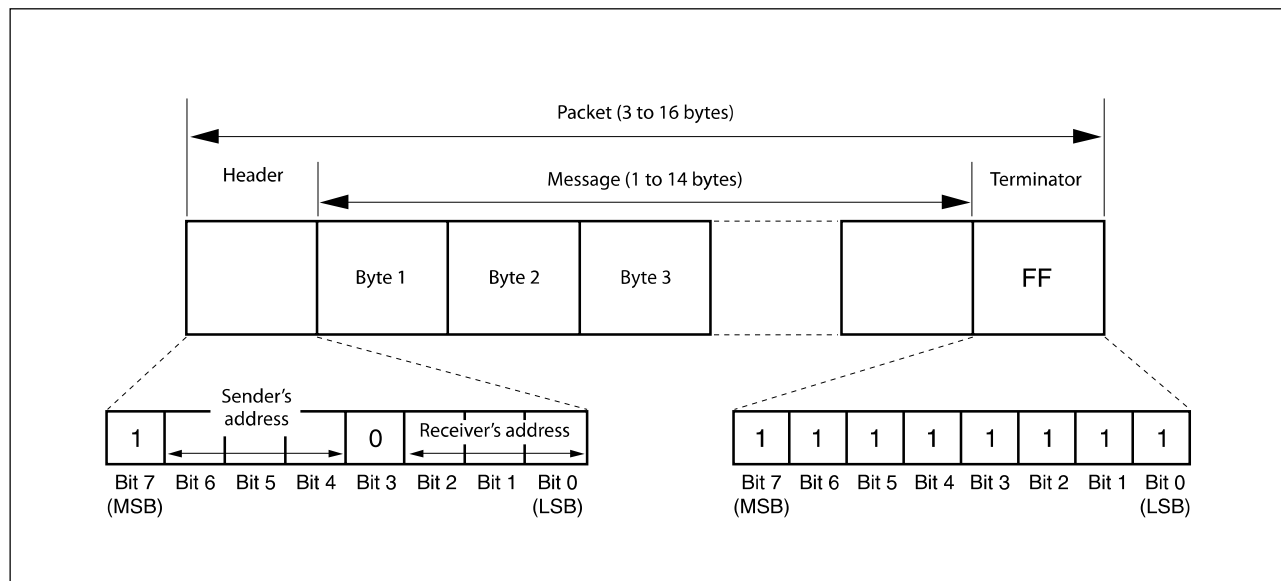 Packet (3 to 16 bytes)
Header
Message (1 to 14 bytes)
Terminator
Byte 1
Byte 2
Byte 3
FF
Sender’s
address
1
0
Receiver’s address
Bit 7
(MSB)
Bit 6
Bit 5
Bit 4
Bit 3
Bit 2
Bit 1
Bit 0
(LSB)
1 1 1 1 1 1 1 1
Bit 7
(MSB)
Bit 6
Bit 5
Bit 4
Bit 3
Bit 2
Bit 1
Bit 0
(LSB)